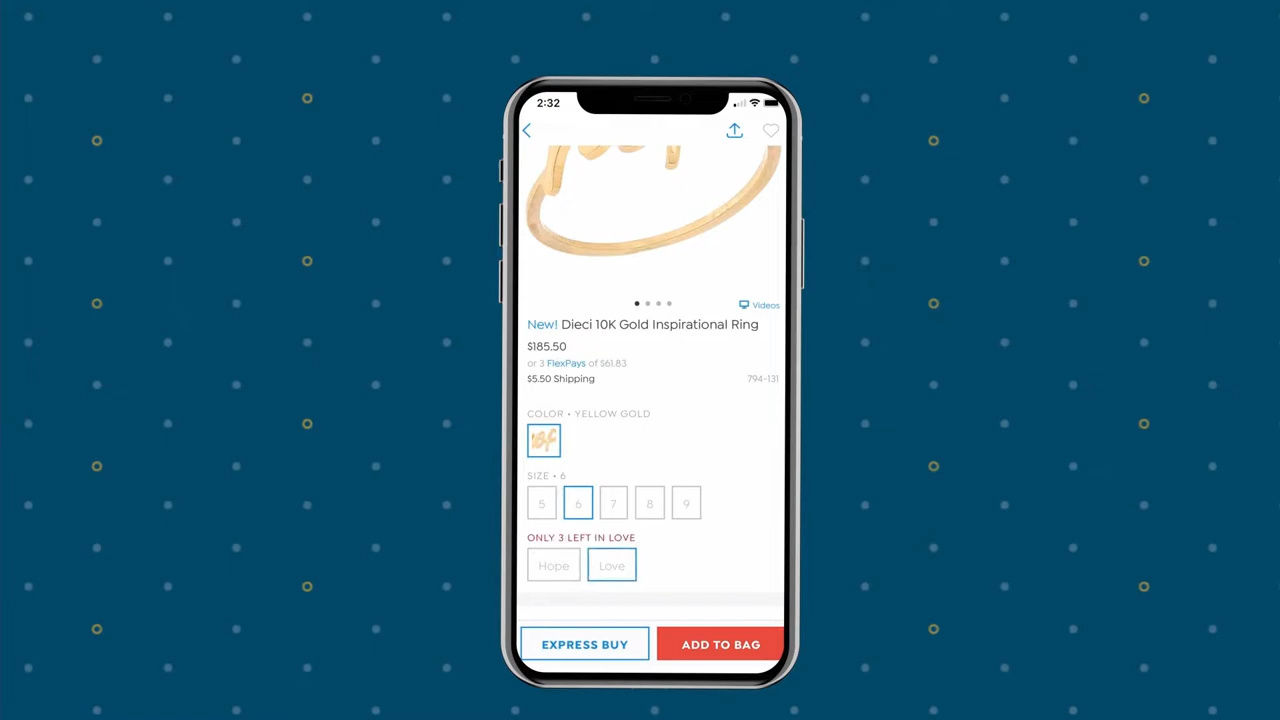 2:32
Videos
New! Dieci 10K Gold Inspirational Ring
$185.50
or 3 FlexPays of $61.83
$5.50 Shipping 794-131
COLOR • YELLOW GOLD
SIZE • 6
5 6 7 8 9
ONLY 3 LEFT IN LOVE
Hope Love
EXPRESS BUY ADD TO BAG